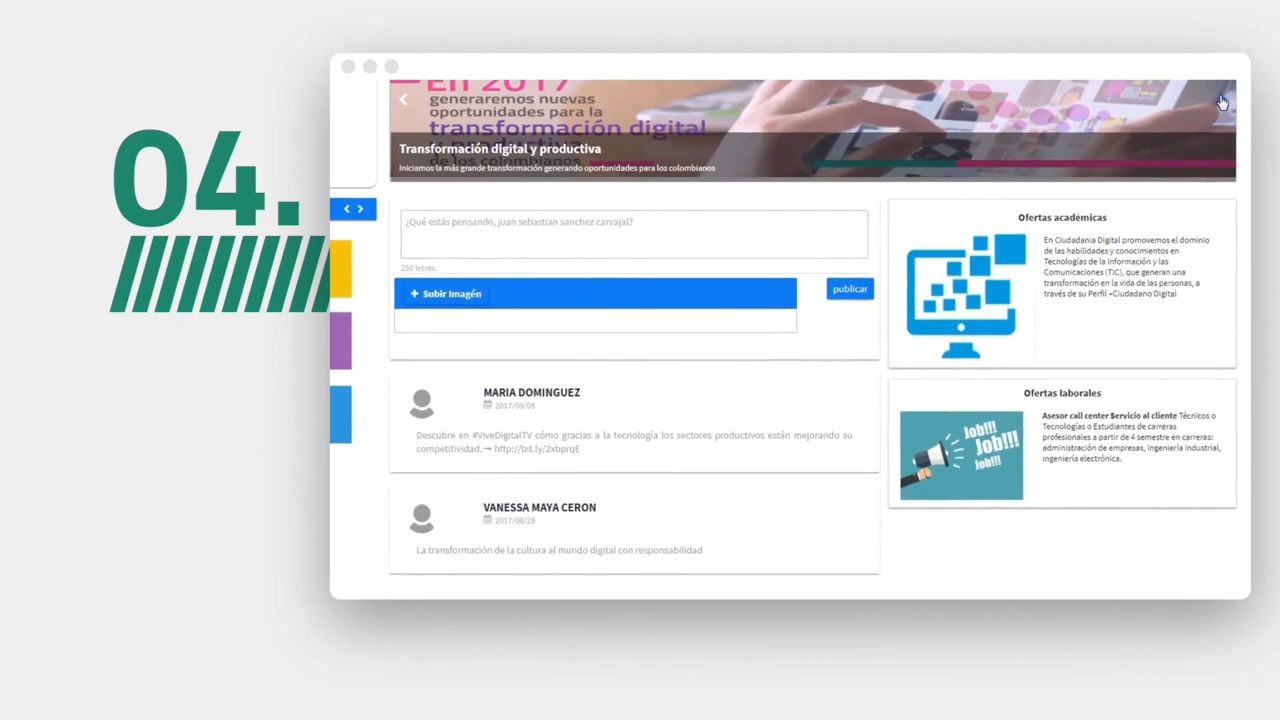 04.
En 2017
generaremos nuevas
oportunidades para la
transformación digital
y productiva
de los colombianos
Transformación digital y productiva
Iniciamos la más grande transformación generando oportunidades para los colombianos
¿Qué estás pensando, juan sebastian sanchez carvajal?
250 letras.
+ Subir Imagén
publicar
MARIA DOMINGUEZ
2017/09/08
Descubre en #ViveDigitalTV cómo gracias a la tecnología los sectores productivos están mejorando su
competitividad.→ http://bit.ly/2xbprqE
VANESSA MAYA CERON
2017/08/28
La transformación de la cultura al mundo digital con responsabilidad
Ofertas académicas
En Ciudadania Digital promovemos el dominio
de las habilidades y conocimientos en
Tecnologías de la Información y las
Comunicaciones (TIC), que generan una
transformación en la vida de las personas, a
través de su Perfil +Ciudadano Digital
Ofertas laborales
Job!!!
Job!!!
Job!!!
Asesor call center Servicio al cliente Técnicos o
Tecnologías o Estudiantes de carreras
profesionales a partir de 4 semestre en carreras:
administración de empresas, ingeniería industrial,
ingeniería electrónica.